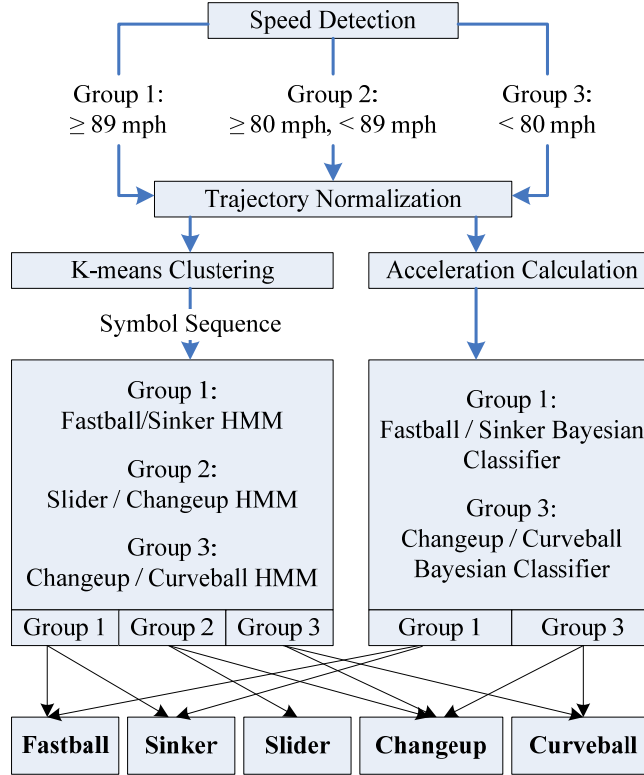 Speed Detection
Group 1:
≥ 89 mph
Group 2:
≥ 80 mph, < 89 mph
Group 3:
< 80 mph
Trajectory Normalization
K-means Clustering
Acceleration Calculation
Symbol Sequence
Group 1:
Fastball/Sinker HMM
Group 2:
Slider / Changeup HMM
Group 3:
Changeup / Curveball HMM
Group 1:
Fastball / Sinker Bayesian
Classifier
Group 3:
Changeup / Curveball
Bayesian Classifier
Group 1
Group 2
Group 3
Group 1
Group 3
Fastball
Sinker
Slider
Changeup
Curveball